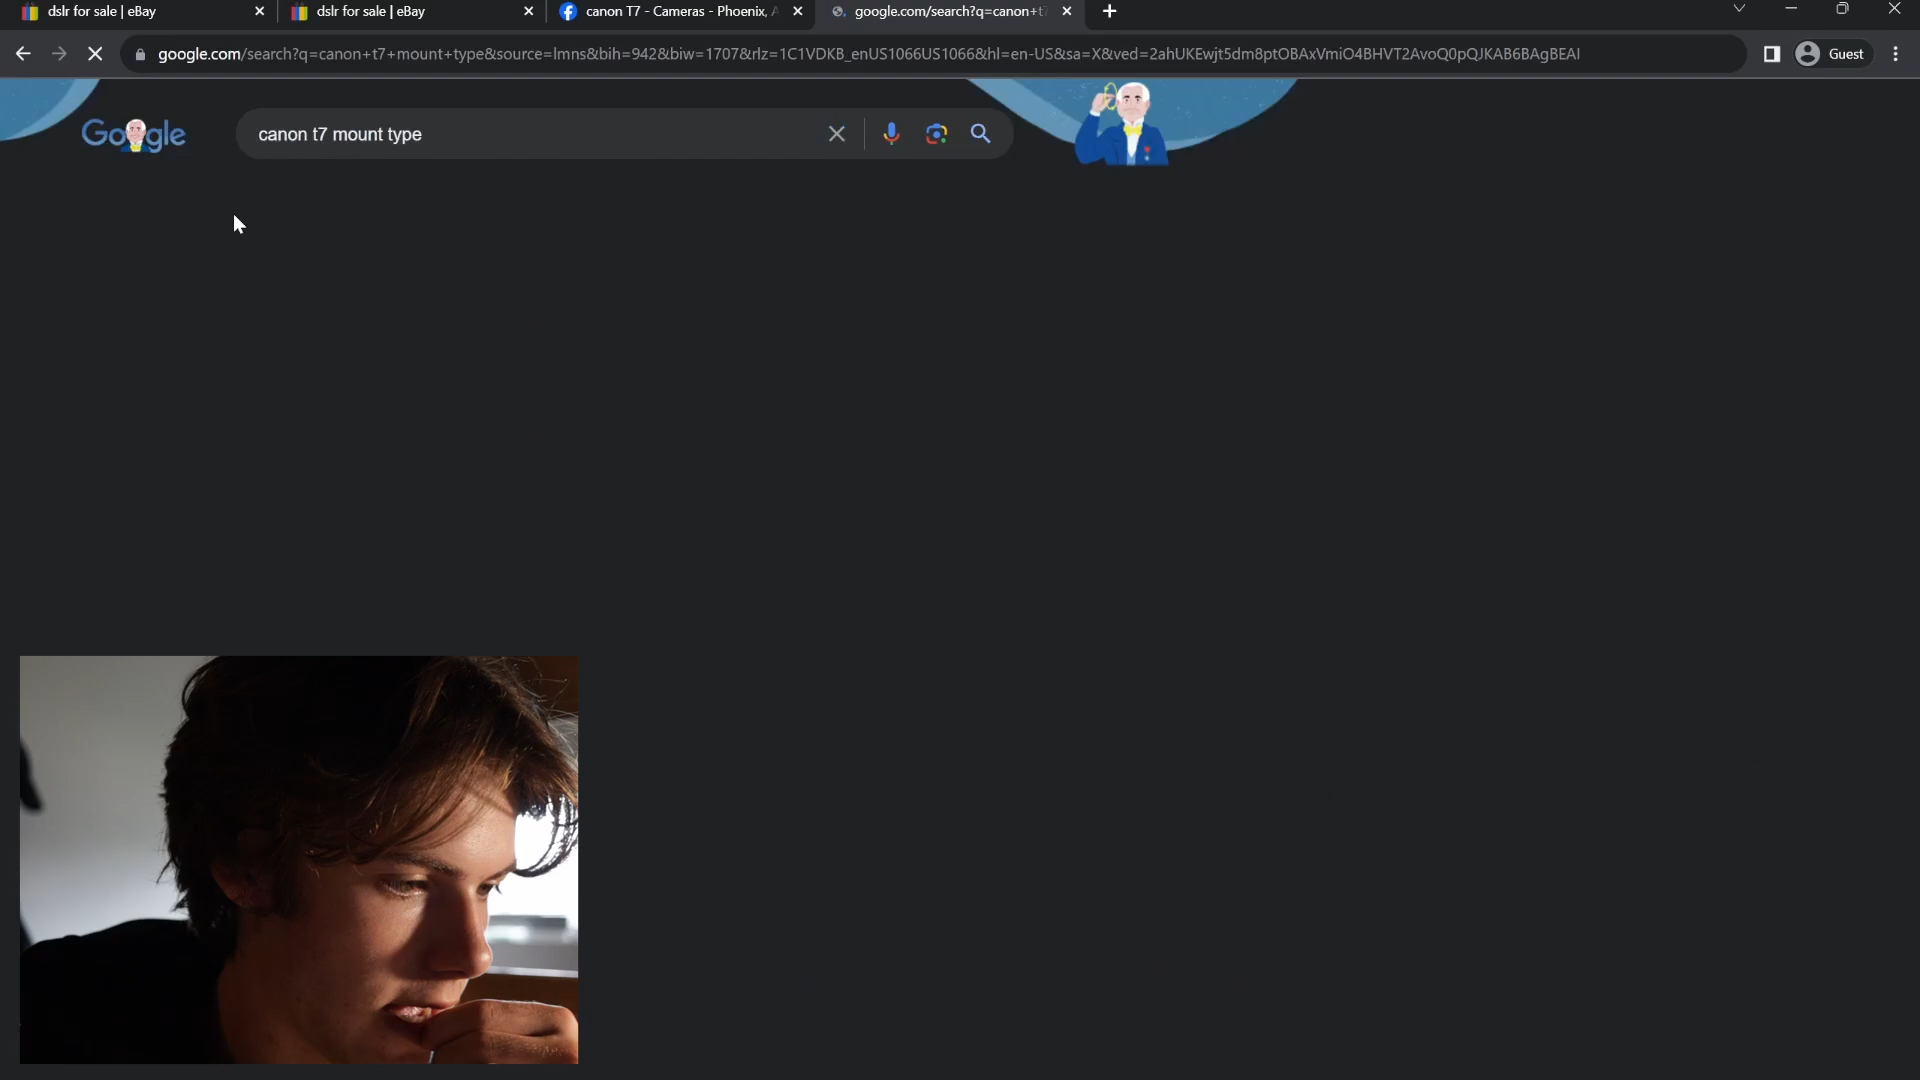 dslr for sale | eBay
dslr for sale | eBay
canon T7 - Cameras - Phoenix, A
google.com/search?q=canon+t
google.com/search?q=canon+t7+mount+type&source=lmns&bih=942&biw=1707&rlz=1C1VDKB_enUS1066US1066&hl=en-US&sa=X&ved=2ahUKEwjt5dm8ptOBAxVmiO4BHVT2AvoQ0pQJKAB6BAgBEAI
Guest
Google
canon t7 mount type